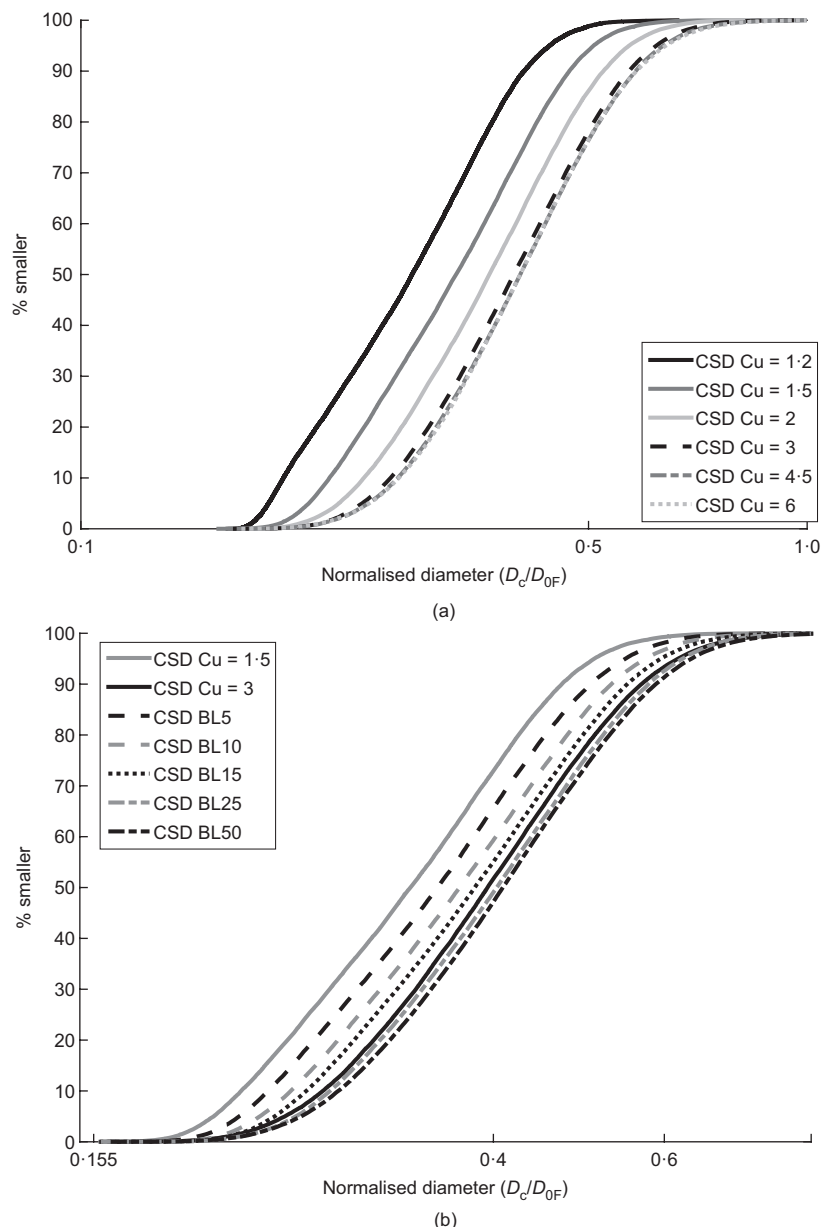 100
90
80
70
60
50
40
30
20
10
0
% smaller
CSD Cu = 1·2
CSD Cu = 1·5
CSD Cu = 2
CSD Cu = 3
CSD Cu = 4·5
CSD Cu = 6
0·1
0·5
1·0
Normalised diameter (Dc/D0F)
(a)
100
90
80
70
60
50
40
30
20
10
0
% smaller
CSD Cu = 1·5
CSD Cu = 3
CSD BL5
CSD BL10
CSD BL15
CSD BL25
CSD BL50
0·155
0·4
0·6
Normalised diameter (Dc/D0F)
(b)